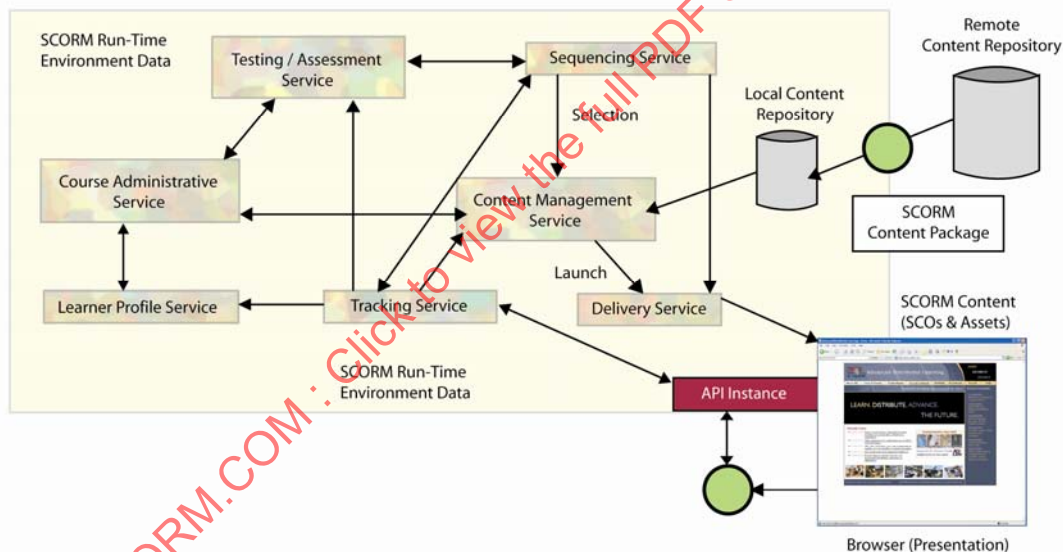 SCORM Run-Time
Environment Data
Testing / Assessment
Service
Sequencing Service
Remote
Content Repository
Local Content
Repository
Selection
Course Administrative
Service
Content Management
Service
SCORM
Content Package
Launch
Learner Profile Service
Tracking Service
Delivery Service
SCORM Content
(SCOs & Assets)
SCORM Run-Time
Environment Data
API Instance
LEARN. DISTRIBUTE. ADVANCE.
THE FUTURE.
Browser (Presentation)
ORM.COM : Click to view the full PDF